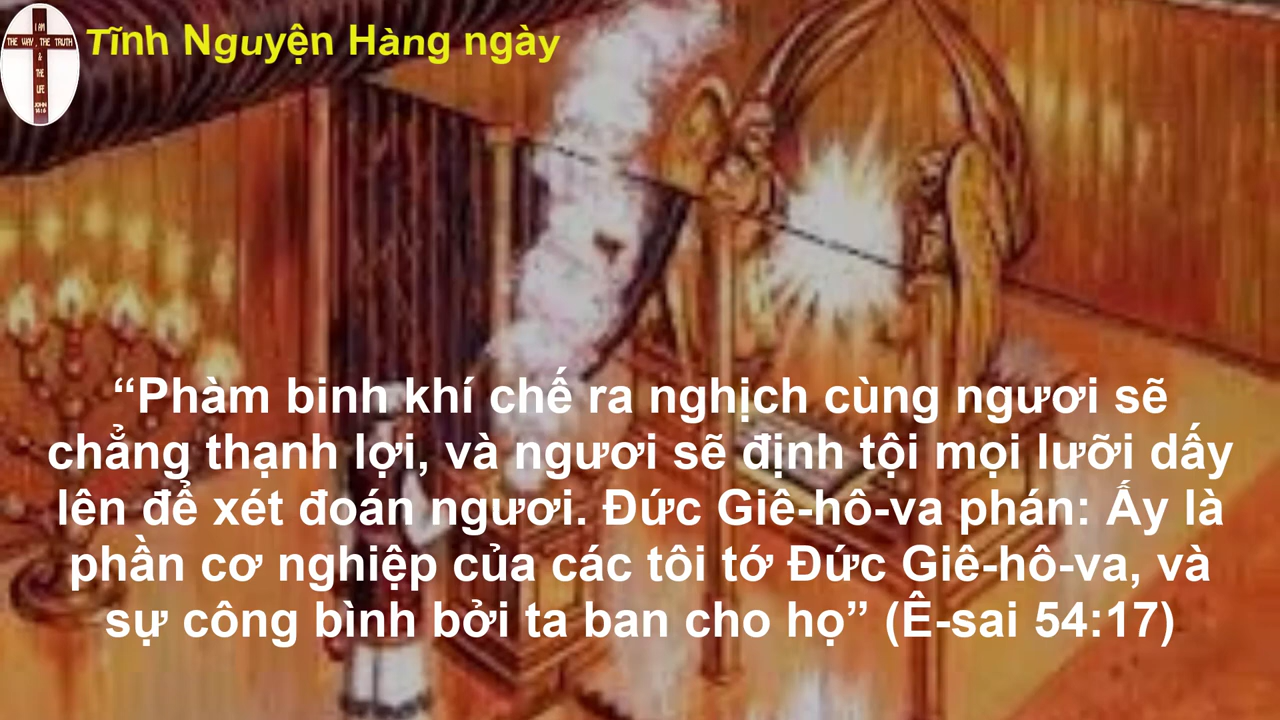 I AM
THE WAY, THE TRUTH
&
THE
LIFE
JOHN
14:6
Tĩnh Nguyện Hàng ngày
“Phàm binh khí chế ra nghịch cùng ngươi sẽ
chẳng thạnh lợi, và ngươi sẽ định tội mọi lưỡi dấy
lên để xét đoán ngươi. Đức Giê-hô-va phán: Ấy là
phần cơ nghiệp của các tôi tớ Đức Giê-hô-va, và
sự công bình bởi ta ban cho họ” (Ê-sai 54:17)